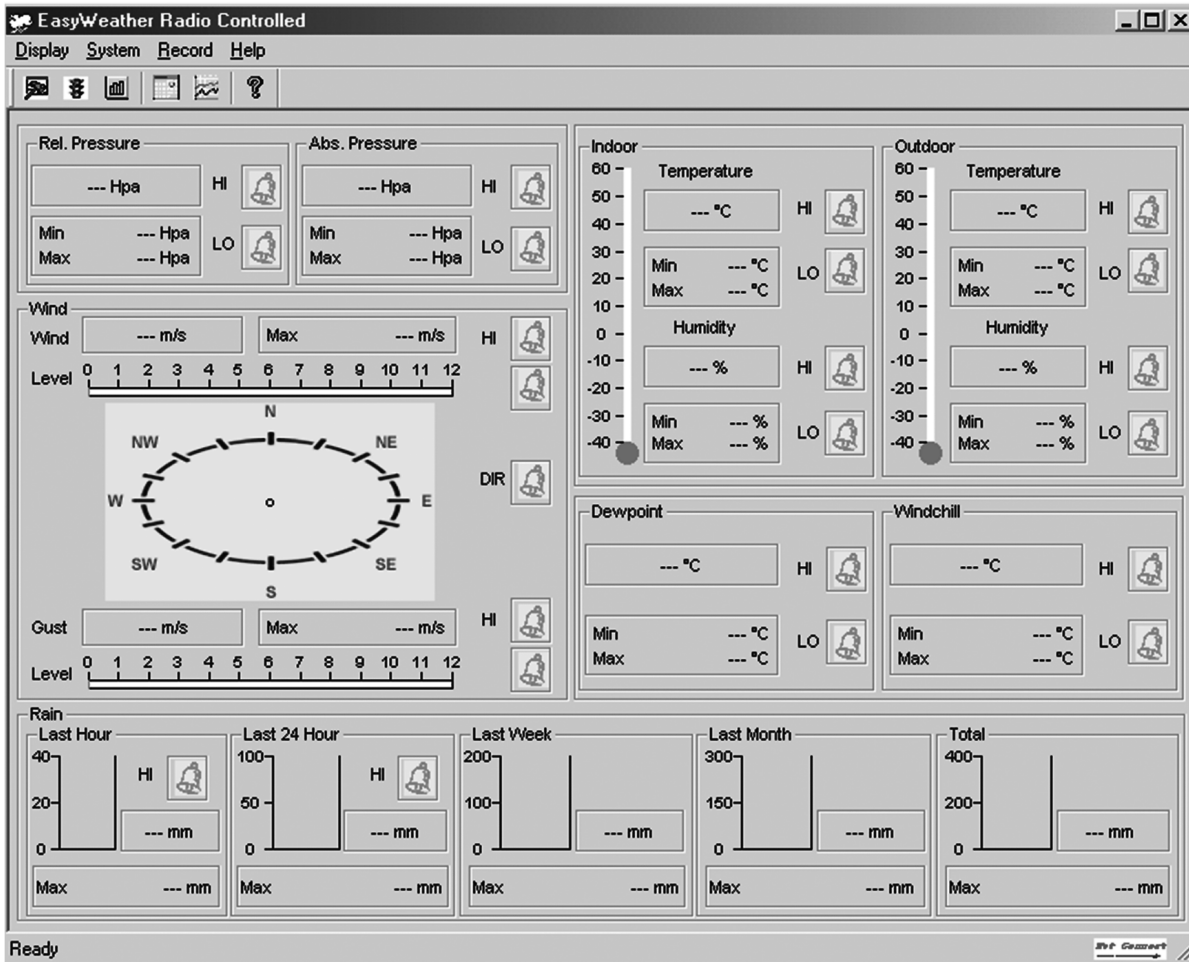 EasyWeather Radio Controlled
Display System Record Help
Rel. Pressure
--- Hpa
HI
Min --- Hpa
Max --- Hpa
LO
Abs. Pressure
--- Hpa
HI
Min --- Hpa
Max --- Hpa
LO
Wind
Wind --- m/s Max --- m/s HI
Level 0 1 2 3 4 5 6 7 8 9 10 11 12
N
NW NE
W E
DIR
SW SE
S
Gust --- m/s Max --- m/s HI
Level 0 1 2 3 4 5 6 7 8 9 10 11 12
Indoor
60
50
40
30
20
10
0
-10
-20
-30
-40
Temperature
--- °C
HI
Min --- °C
Max --- °C
LO
Humidity
--- %
HI
Min --- %
Max --- %
LO
Outdoor
60
50
40
30
20
10
0
-10
-20
-30
-40
Temperature
--- °C
HI
Min --- °C
Max --- °C
LO
Humidity
--- %
HI
Min --- %
Max --- %
LO
Dewpoint
--- °C
HI
Min --- °C
Max --- °C
LO
Windchill
--- °C
HI
Min --- °C
Max --- °C
LO
Rain
Last Hour
40
20
0
HI
--- mm
Max --- mm
Last 24 Hour
100
50
0
HI
--- mm
Max --- mm
Last Week
200
100
0
--- mm
Max --- mm
Last Month
300
150
0
--- mm
Max --- mm
Total
400
200
0
--- mm
Max --- mm
Ready
Not Connect